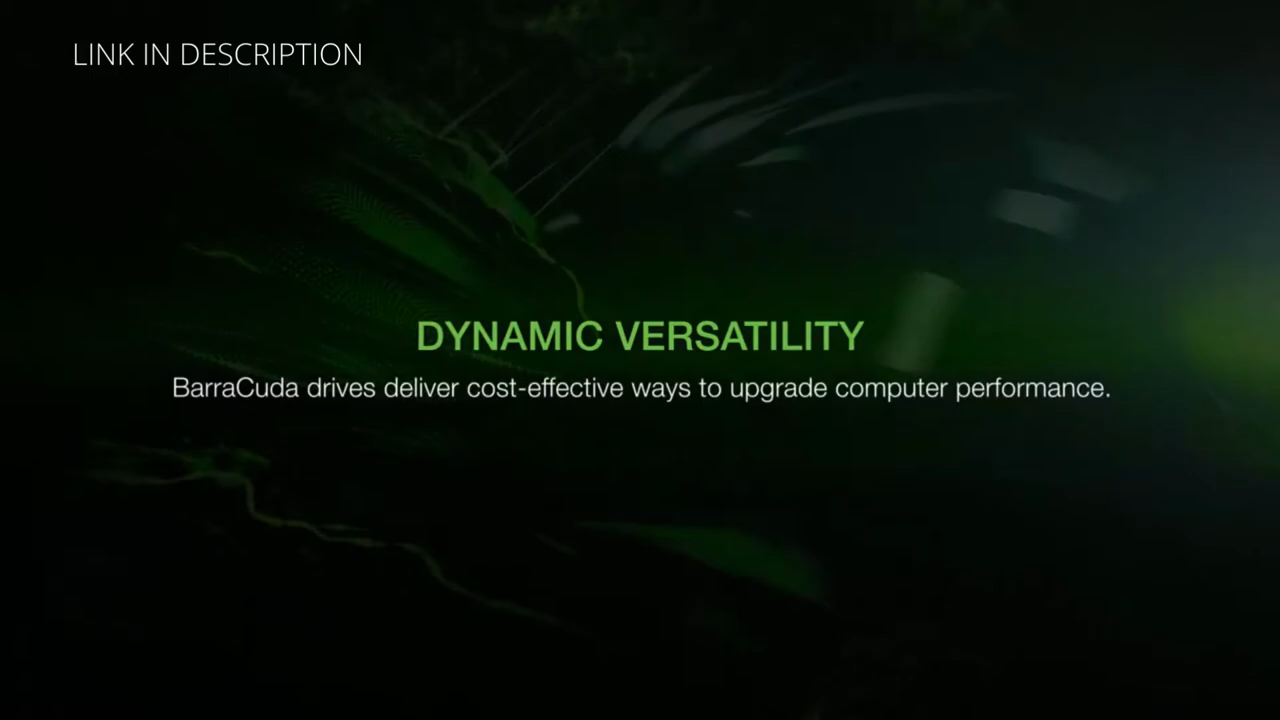 LINK IN DESCRIPTION
DYNAMIC VERSATILITY
BarraCuda drives deliver cost-effective ways to upgrade computer performance.